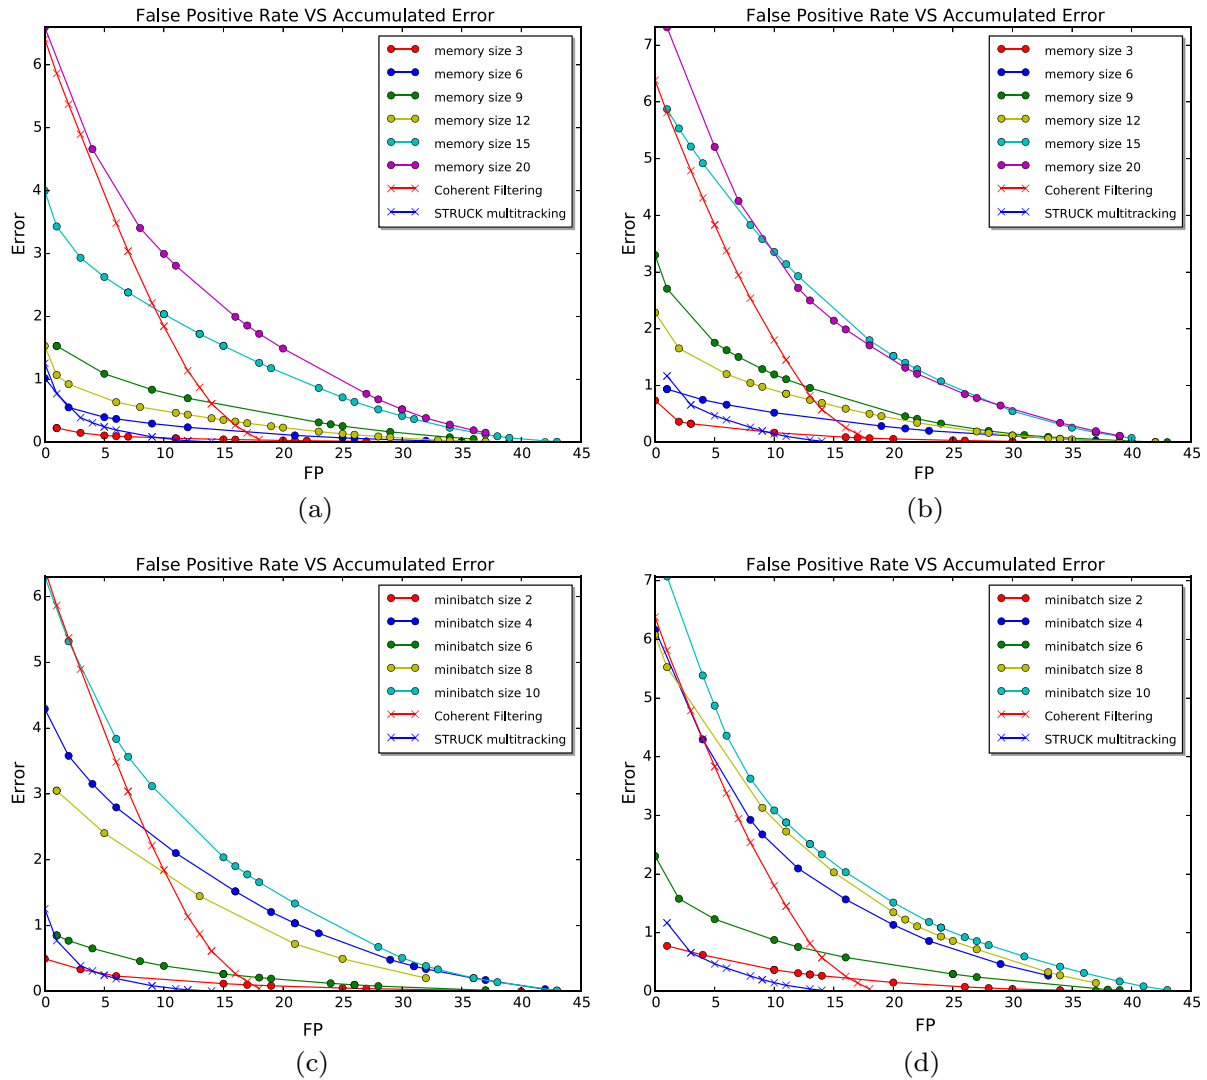 False Positive Rate VS Accumulated Error
memory size 3
memory size 6
memory size 9
memory size 12
memory size 15
memory size 20
Coherent Filtering
STRUCK multitracking
Error
6
5
4
3
2
1
0
0 5 10 15 20 25 30 35 40 45
FP
(a)
False Positive Rate VS Accumulated Error
memory size 3
memory size 6
memory size 9
memory size 12
memory size 15
memory size 20
Coherent Filtering
STRUCK multitracking
Error
7
6
5
4
3
2
1
0
0 5 10 15 20 25 30 35 40 45
FP
(b)
False Positive Rate VS Accumulated Error
minibatch size 2
minibatch size 4
minibatch size 6
minibatch size 8
minibatch size 10
Coherent Filtering
STRUCK multitracking
Error
6
5
4
3
2
1
0
0 5 10 15 20 25 30 35 40 45
FP
(c)
False Positive Rate VS Accumulated Error
minibatch size 2
minibatch size 4
minibatch size 6
minibatch size 8
minibatch size 10
Coherent Filtering
STRUCK multitracking
Error
7
6
5
4
3
2
1
0
0 5 10 15 20 25 30 35 40 45
FP
(d)